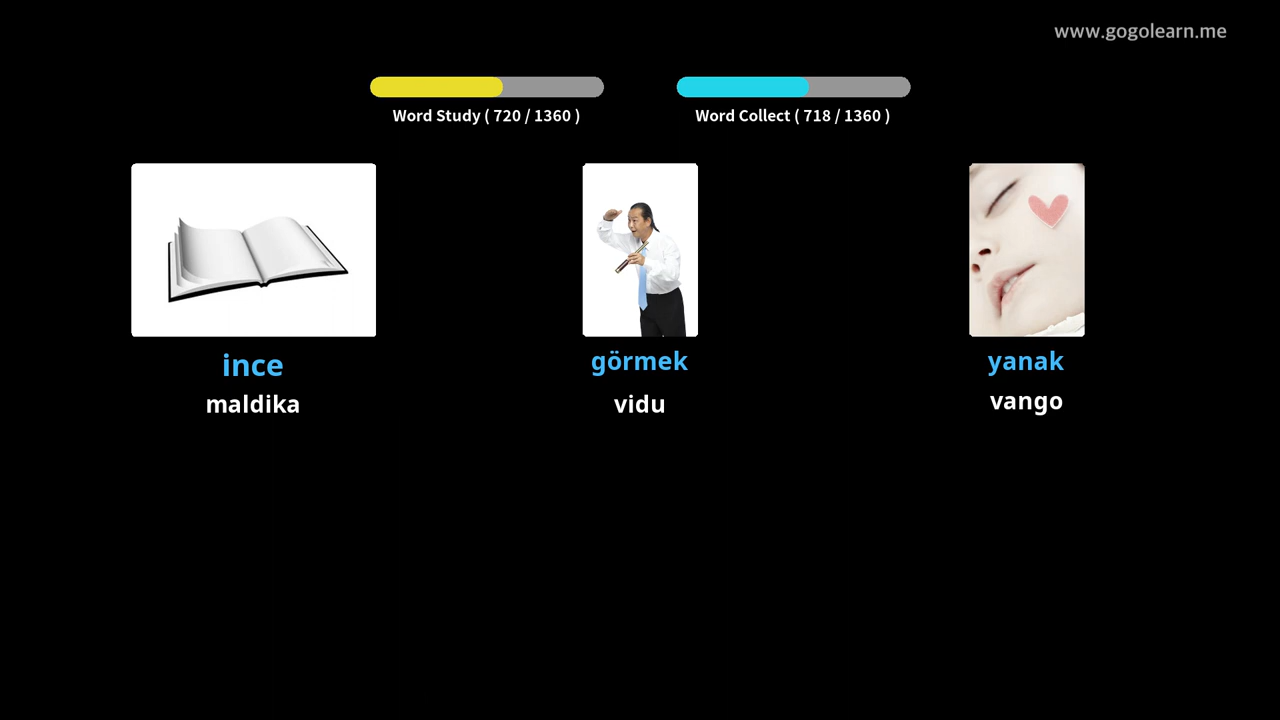 www.gogolearn.me
Word Study ( 720 / 1360 )
Word Collect ( 718 / 1360 )
ince
maldika
görmek
vidu
yanak
vango